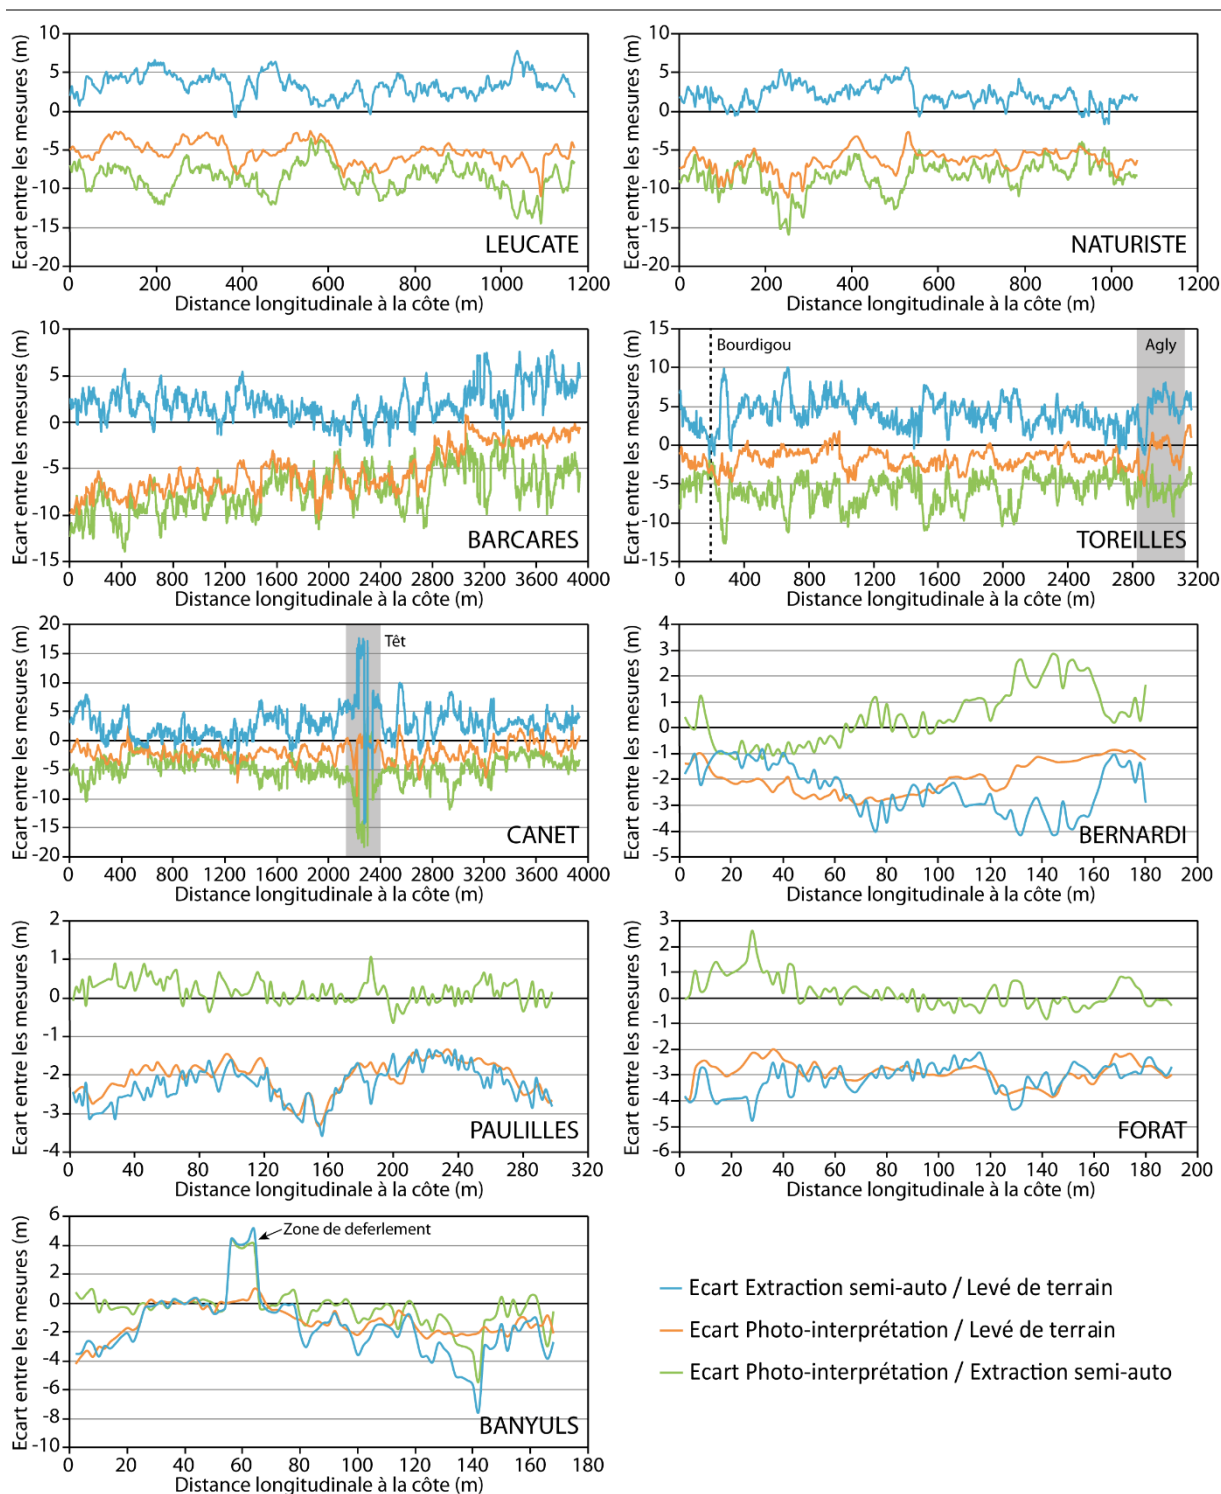 Ecart entre les mesures (m)
10
5
0
-5
-10
-15
-20
LEUCATE
0 200 400 600 800 1000 1200
Distance longitudinale à la côte (m)
Ecart entre les mesures (m)
10
5
0
-5
-10
-15
-20
NATURISTE
0 200 400 600 800 1000 1200
Distance longitudinale à la côte (m)
Ecart entre les mesures (m)
10
5
0
-5
-10
-15
BARCARES
0 400 800 1200 1600 2000 2400 2800 3200 3600 4000
Distance longitudinale à la côte (m)
Ecart entre les mesures (m)
15
10
5
0
-5
-10
-15
Bourdigou
Agly
TOREILLES
0 400 800 1200 1600 2000 2400 2800 3200
Distance longitudinale à la côte (m)
Ecart entre les mesures (m)
20
15
10
5
0
-5
-10
-15
-20
Têt
CANET
0 400 800 1200 1600 2000 2400 2800 3200 3600 4000
Distance longitudinale à la côte (m)
Ecart entre les mesures (m)
4
3
2
1
0
-1
-2
-3
-4
-5
BERNARDI
0 20 40 60 80 100 120 140 160 180 200
Distance longitudinale à la côte (m)
Ecart entre les mesures (m)
2
1
0
-1
-2
-3
-4
PAULILLES
0 40 80 120 160 200 240 280 320
Distance longitudinale à la côte (m)
Ecart entre les mesures (m)
3
2
1
0
-1
-2
-3
-4
-5
-6
FORAT
0 20 40 60 80 100 120 140 160 180 200
Distance longitudinale à la côte (m)
Ecart entre les mesures (m)
6
4
2
0
-2
-4
-6
-8
-10
Zone de deferlement
BANYULS
0 20 40 60 80 100 120 140 160 180
Distance longitudinale à la côte (m)
Ecart Extraction semi-auto / Levé de terrain
Ecart Photo-interprétation / Levé de terrain
Ecart Photo-interprétation / Extraction semi-auto